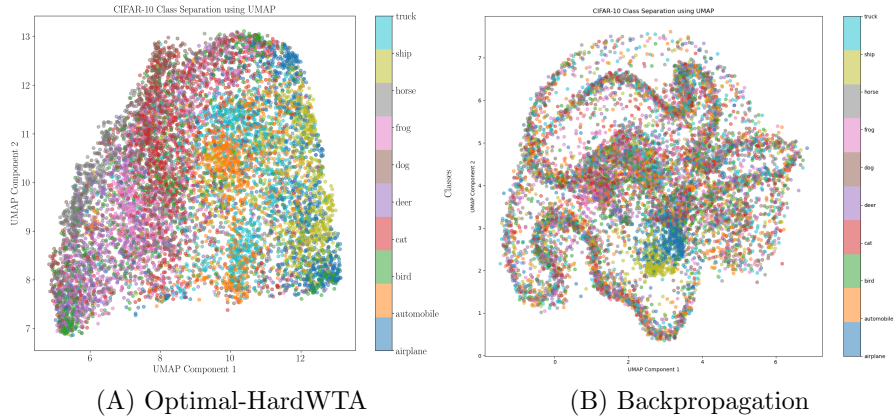 CIFAR-10 Class Separation using UMAP
13
12
11
10
9
8
7
UMAP Component 2
6
8
10
12
UMAP Component 1
truck
ship
horse
frog
dog
deer
cat
bird
automobile
airplane
Classes
(A) Optimal-HardWTA
CIFAR-10 Class Separation using UMAP
7
6
5
4
3
2
1
0
UMAP Component 2
0
2
4
6
UMAP Component 1
truck
ship
horse
frog
dog
deer
cat
bird
automobile
airplane
(B) Backpropagation